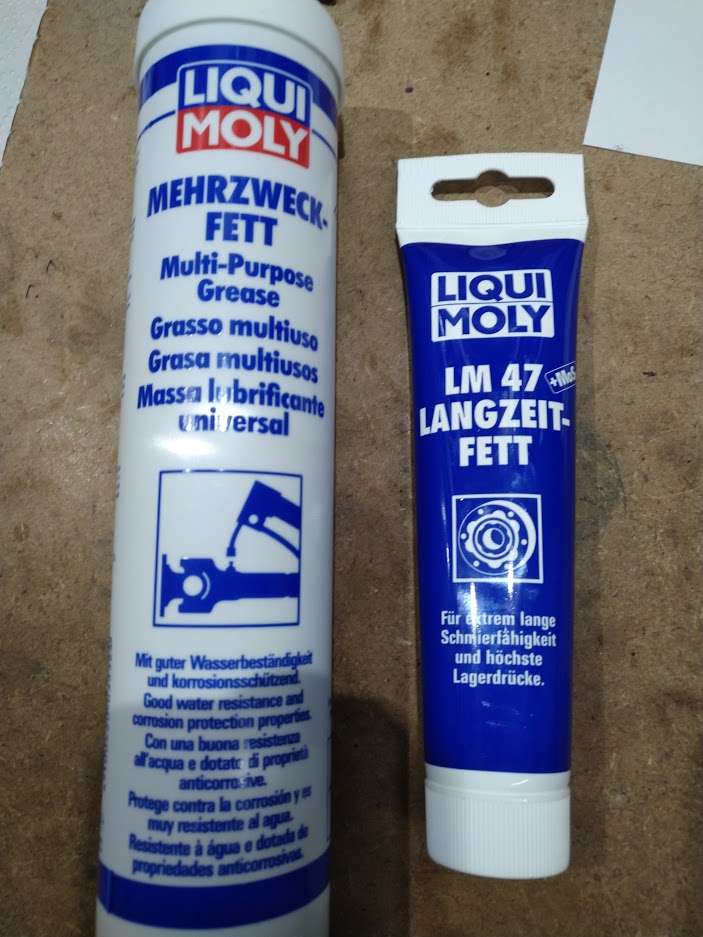 LIQUI
MOLY
MEHRZWECK-
FETT
Multi-Purpose
Grease
Grasso multiuso
Grasa multiusos
Massa lubrificante
universal
Mit guter Wasserbeständigkeit
und korrosionsschützend.
Good water resistance and
corrosion protection properties.
Con una buona resistenza
all'acqua e dotato di proprietà
anticorrosive.
Protege contra la corrosión y es
muy resistente al agua.
Resistente à água e dotada de
propriedades anticorrosivas.
LIQUI
MOLY
LM 47
LANGZEIT-
FETT
Für extrem lange
Schmierfähigkeit
und höchste
Lagerdrücke.